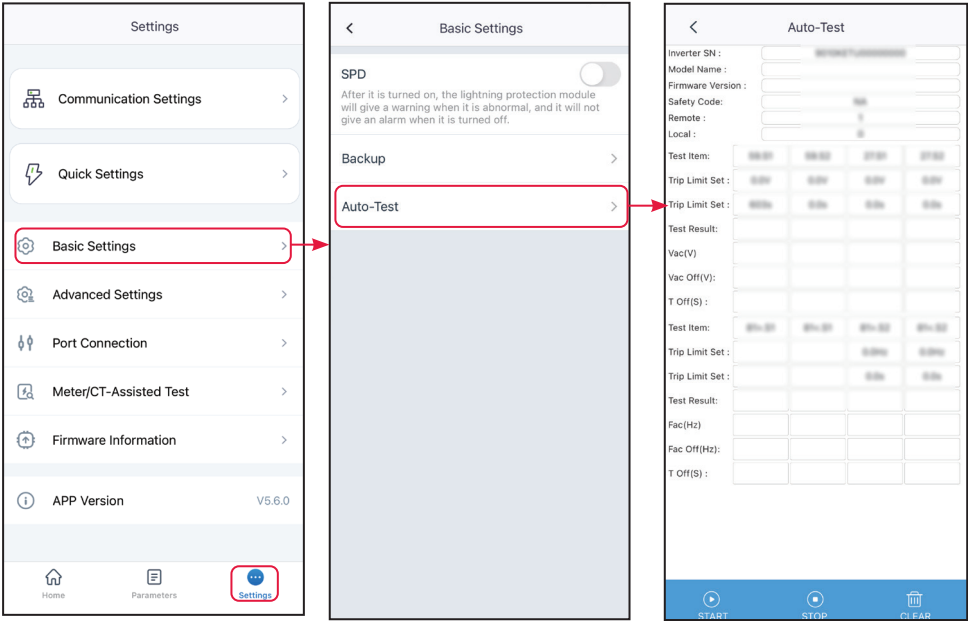 Settings
Communication Settings
Quick Settings
Basic Settings
Advanced Settings
Port Connection
Meter/CT-Assisted Test
Firmware Information
APP Version V5.6.0
Home Parameters Settings
Basic Settings
SPD
After it is turned on, the lightning protection module
will give a warning when it is abnormal, and it will not
give an alarm when it is turned off.
Backup
Auto-Test
Auto-Test
Inverter SN :
Model Name :
Firmware Version :
Safety Code:
Remote :
Local :
Test Item:
Trip Limit Set :
Trip Limit Set :
Test Result:
Vac(V)
Vac Off(V):
T Off(S) :
Test Item:
Trip Limit Set :
Trip Limit Set :
Test Result:
Fac(Hz)
Fac Off(Hz):
T Off(S) :
START STOP CLEAR